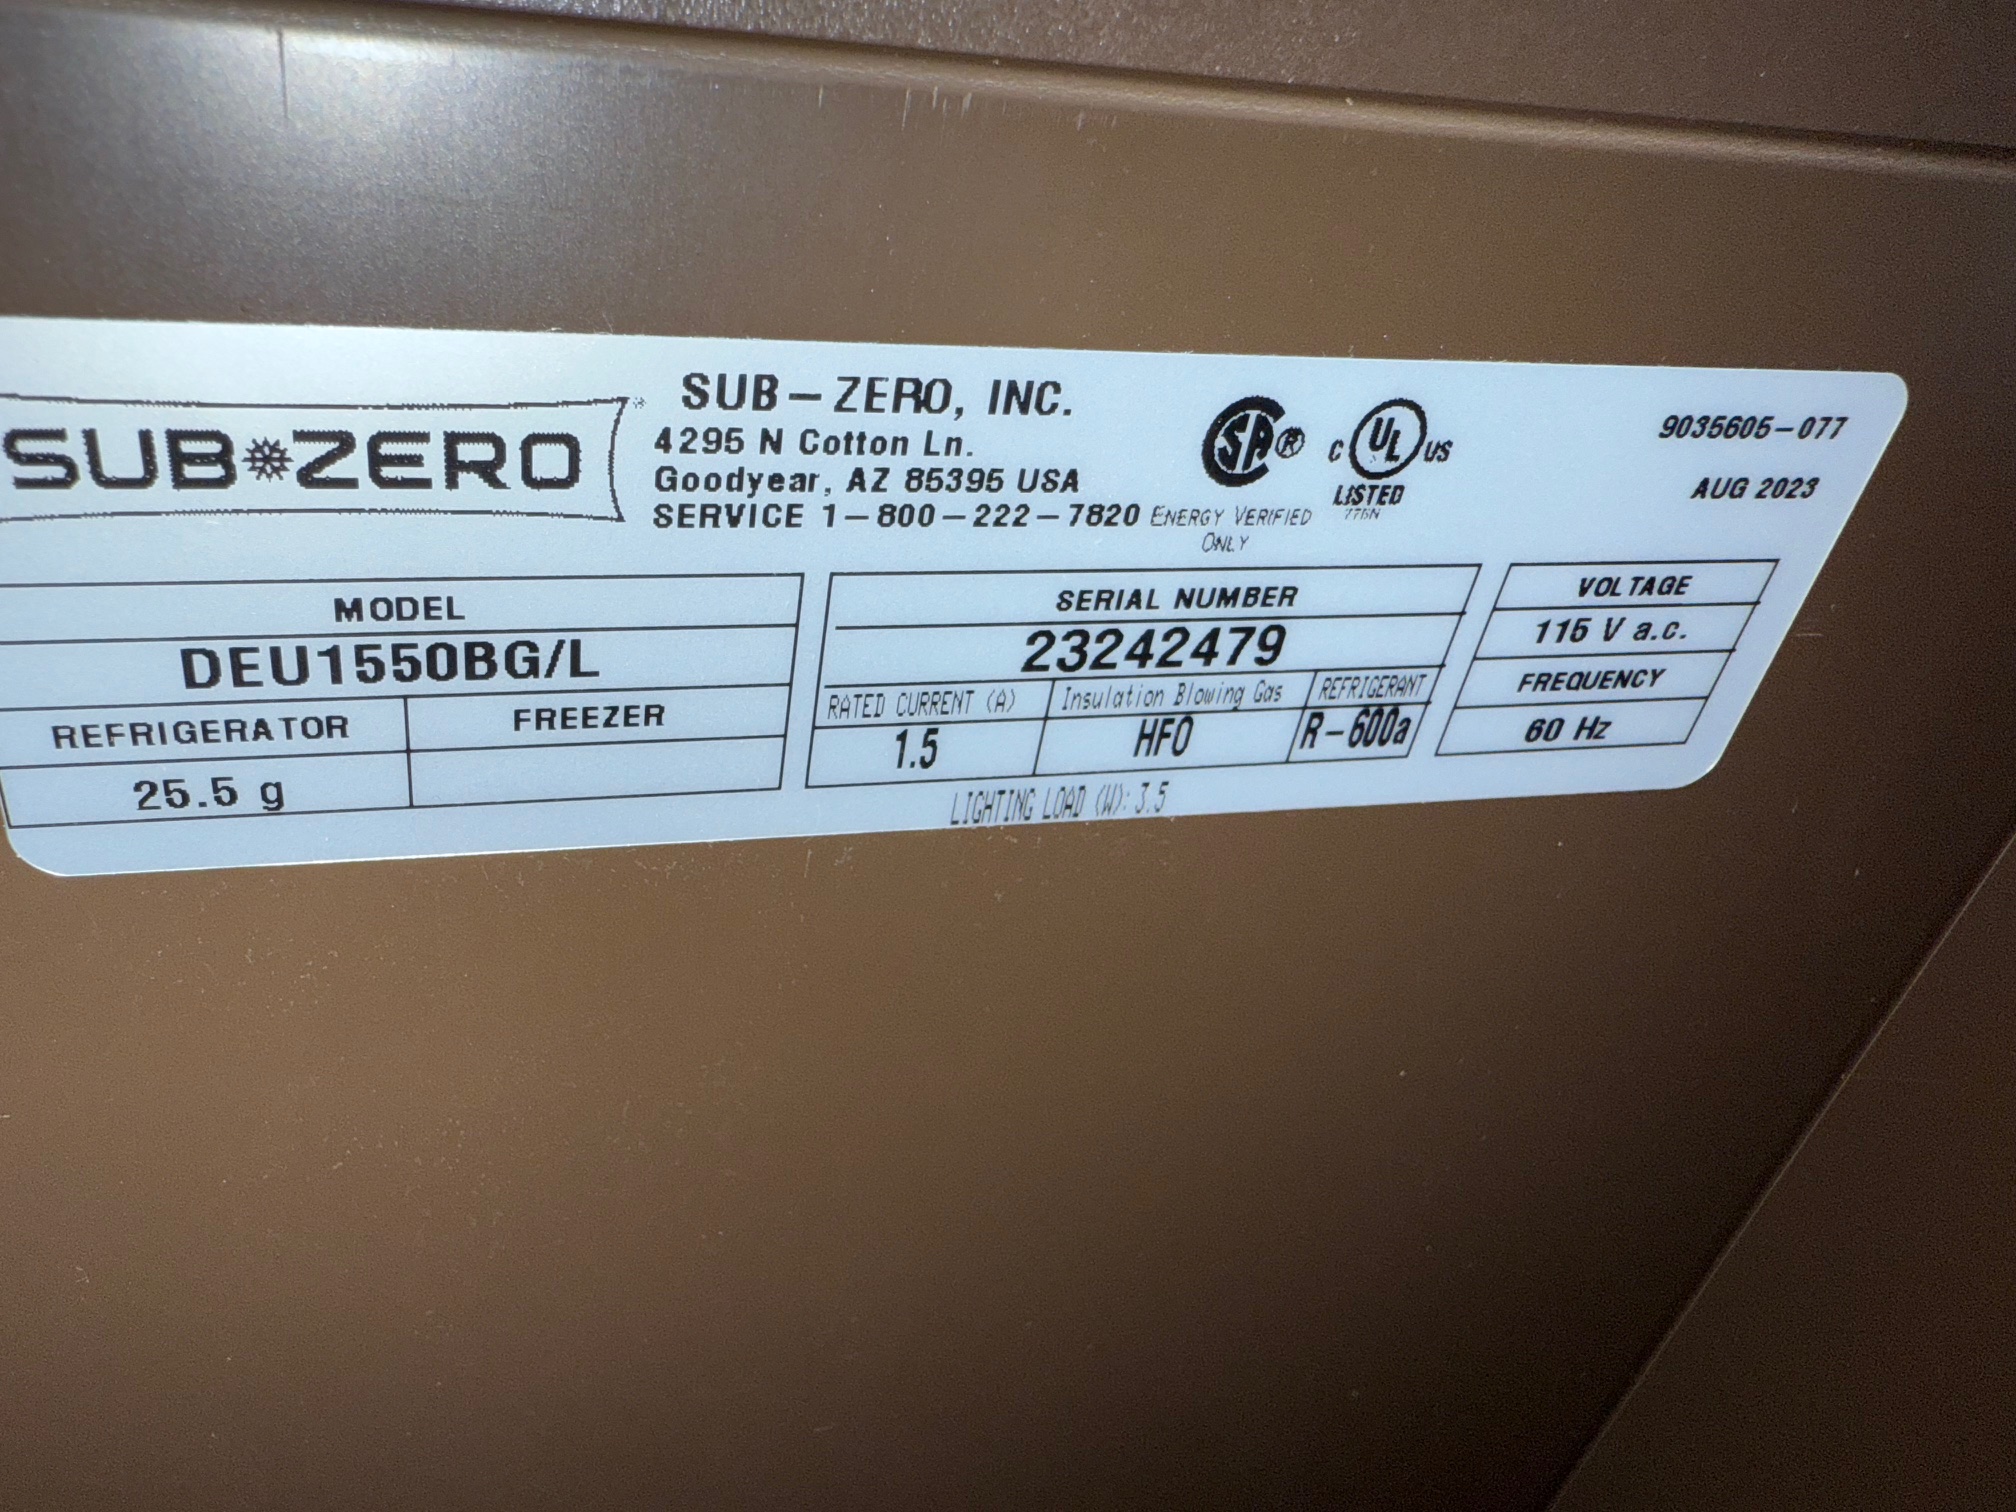 SUB ZERO
SUB-ZERO, INC.
4295 N Cotton Ln.
Goodyear, AZ 85395 USA
SERVICE 1-800-222-7820
SA®
ENERGY VERIFIED
ONLY
C UL US
LISTED
9035605-077
AUG 2023
MODEL
DEU1550BG/L
REFRIGERATOR FREEZER
25.5 g
SERIAL NUMBER
23242479
RATED CURRENT (A) Insulation Blowing Gas REFRIGERANT
1.5 HFO R-600a
LIGHTING LOAD (W): 3.5
VOLTAGE
115 V a.c.
FREQUENCY
60 Hz